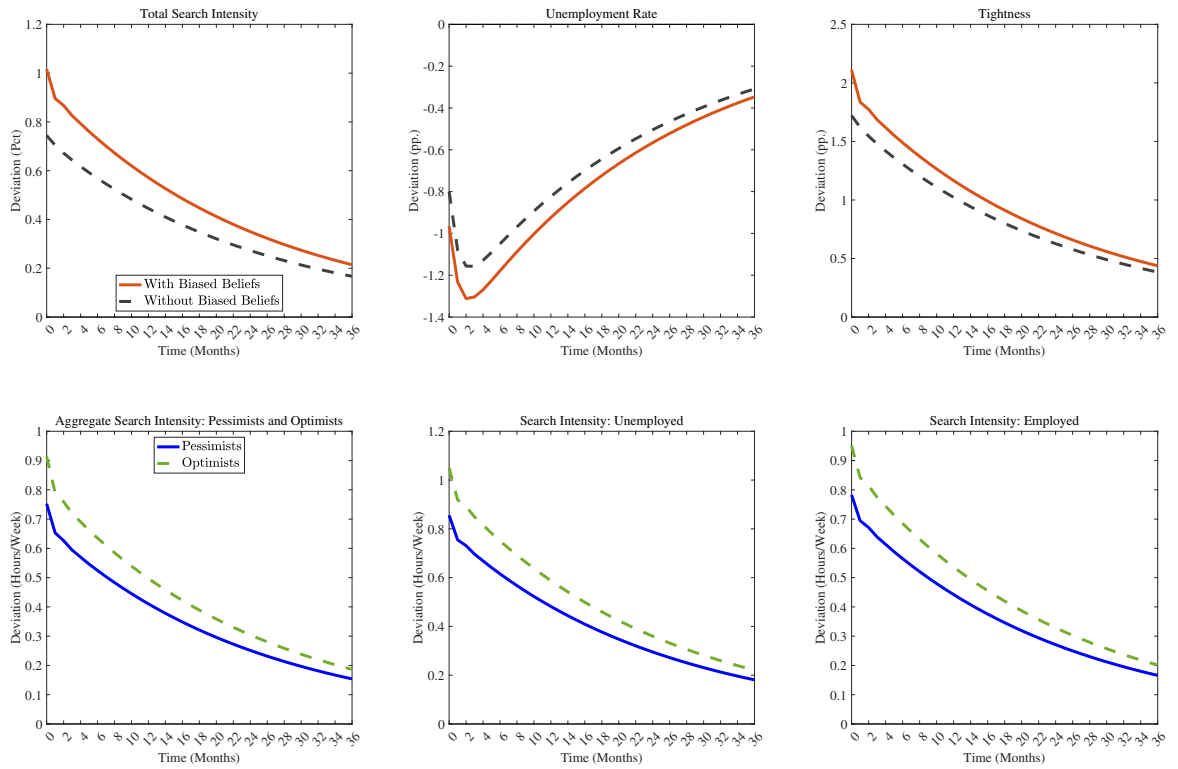 Total Search Intensity
1.2
1
0.8
0.6
0.4
0.2
0
Deviation (Pct)
With Biased Beliefs
Without Biased Beliefs
0 2 4 6 8 10 12 14 16 18 20 22 24 26 28 30 32 34 36
Time (Months)
Unemployment Rate
0
-0.2
-0.4
-0.6
-0.8
-1
-1.2
-1.4
Deviation (pp.)
0 2 4 6 8 10 12 14 16 18 20 22 24 26 28 30 32 34 36
Time (Months)
Tightness
2.5
2
1.5
1
0.5
0
Deviation (pp.)
0 2 4 6 8 10 12 14 16 18 20 22 24 26 28 30 32 34 36
Time (Months)
Aggregate Search Intensity: Pessimists and Optimists
1
0.9
0.8
0.7
0.6
0.5
0.4
0.3
0.2
0.1
0
Deviation (Hours/Week)
Pessimists
Optimists
0 2 4 6 8 10 12 14 16 18 20 22 24 26 28 30 32 34 36
Time (Months)
Search Intensity: Unemployed
1.2
1
0.8
0.6
0.4
0.2
0
Deviation (Hours/Week)
0 2 4 6 8 10 12 14 16 18 20 22 24 26 28 30 32 34 36
Time (Months)
Search Intensity: Employed
1
0.9
0.8
0.7
0.6
0.5
0.4
0.3
0.2
0.1
0
Deviation (Hours/Week)
0 2 4 6 8 10 12 14 16 18 20 22 24 26 28 30 32 34 36
Time (Months)